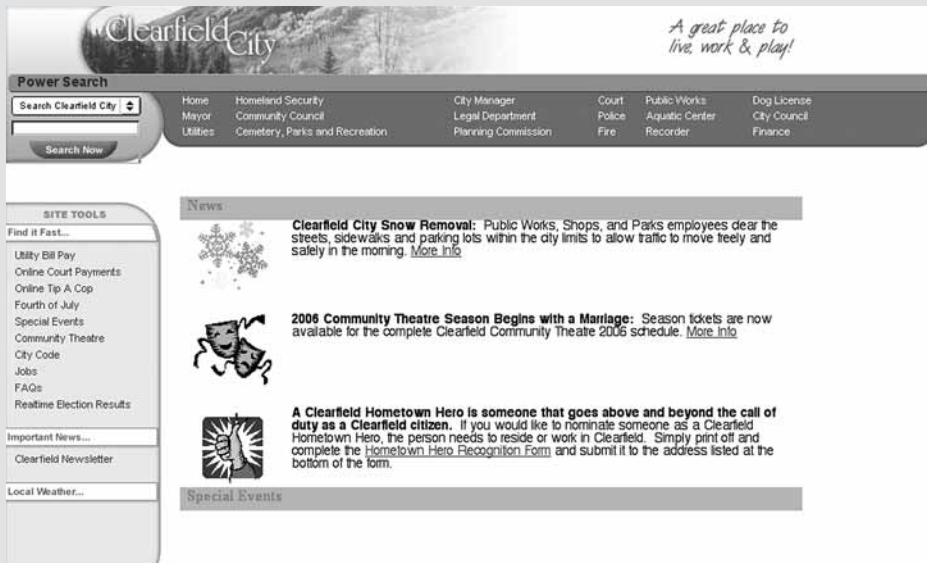 Clearfield City
A great place to
live, work & play!
Power Search
Search Clearfield City
Search Now
Home Homeland Security City Manager Court Public Works Dog License
Mayor Community Council Legal Department Police Aquatic Center City Council
Utilities Cemetery, Parks and Recreation Planning Commission Fire Recorder Finance
SITE TOOLS
Find it Fast...
Utility Bill Pay
Online Court Payments
Online Tip A Cop
Fourth of July
Special Events
Community Theatre
City Code
Jobs
FAQs
Realtime Election Results
Important News...
Clearfield Newsletter
Local Weather...
News
Clearfield City Snow Removal: Public Works, Shops, and Parks employees clear the
streets, sidewalks and parking lots within the city limits to allow traffic to move freely and
safely in the morning. More Info
2006 Community Theatre Season Begins with a Marriage: Season tickets are now
available for the complete Clearfield Community Theatre 2006 schedule. More Info
A Clearfield Hometown Hero is someone that goes above and beyond the call of
duty as a Clearfield citizen. If you would like to nominate someone as a Clearfield
Hometown Hero, the person needs to reside or work in Clearfield. Simply print off and
complete the Hometown Hero Recognition Form and submit it to the address listed at the
bottom of the form.
Special Events